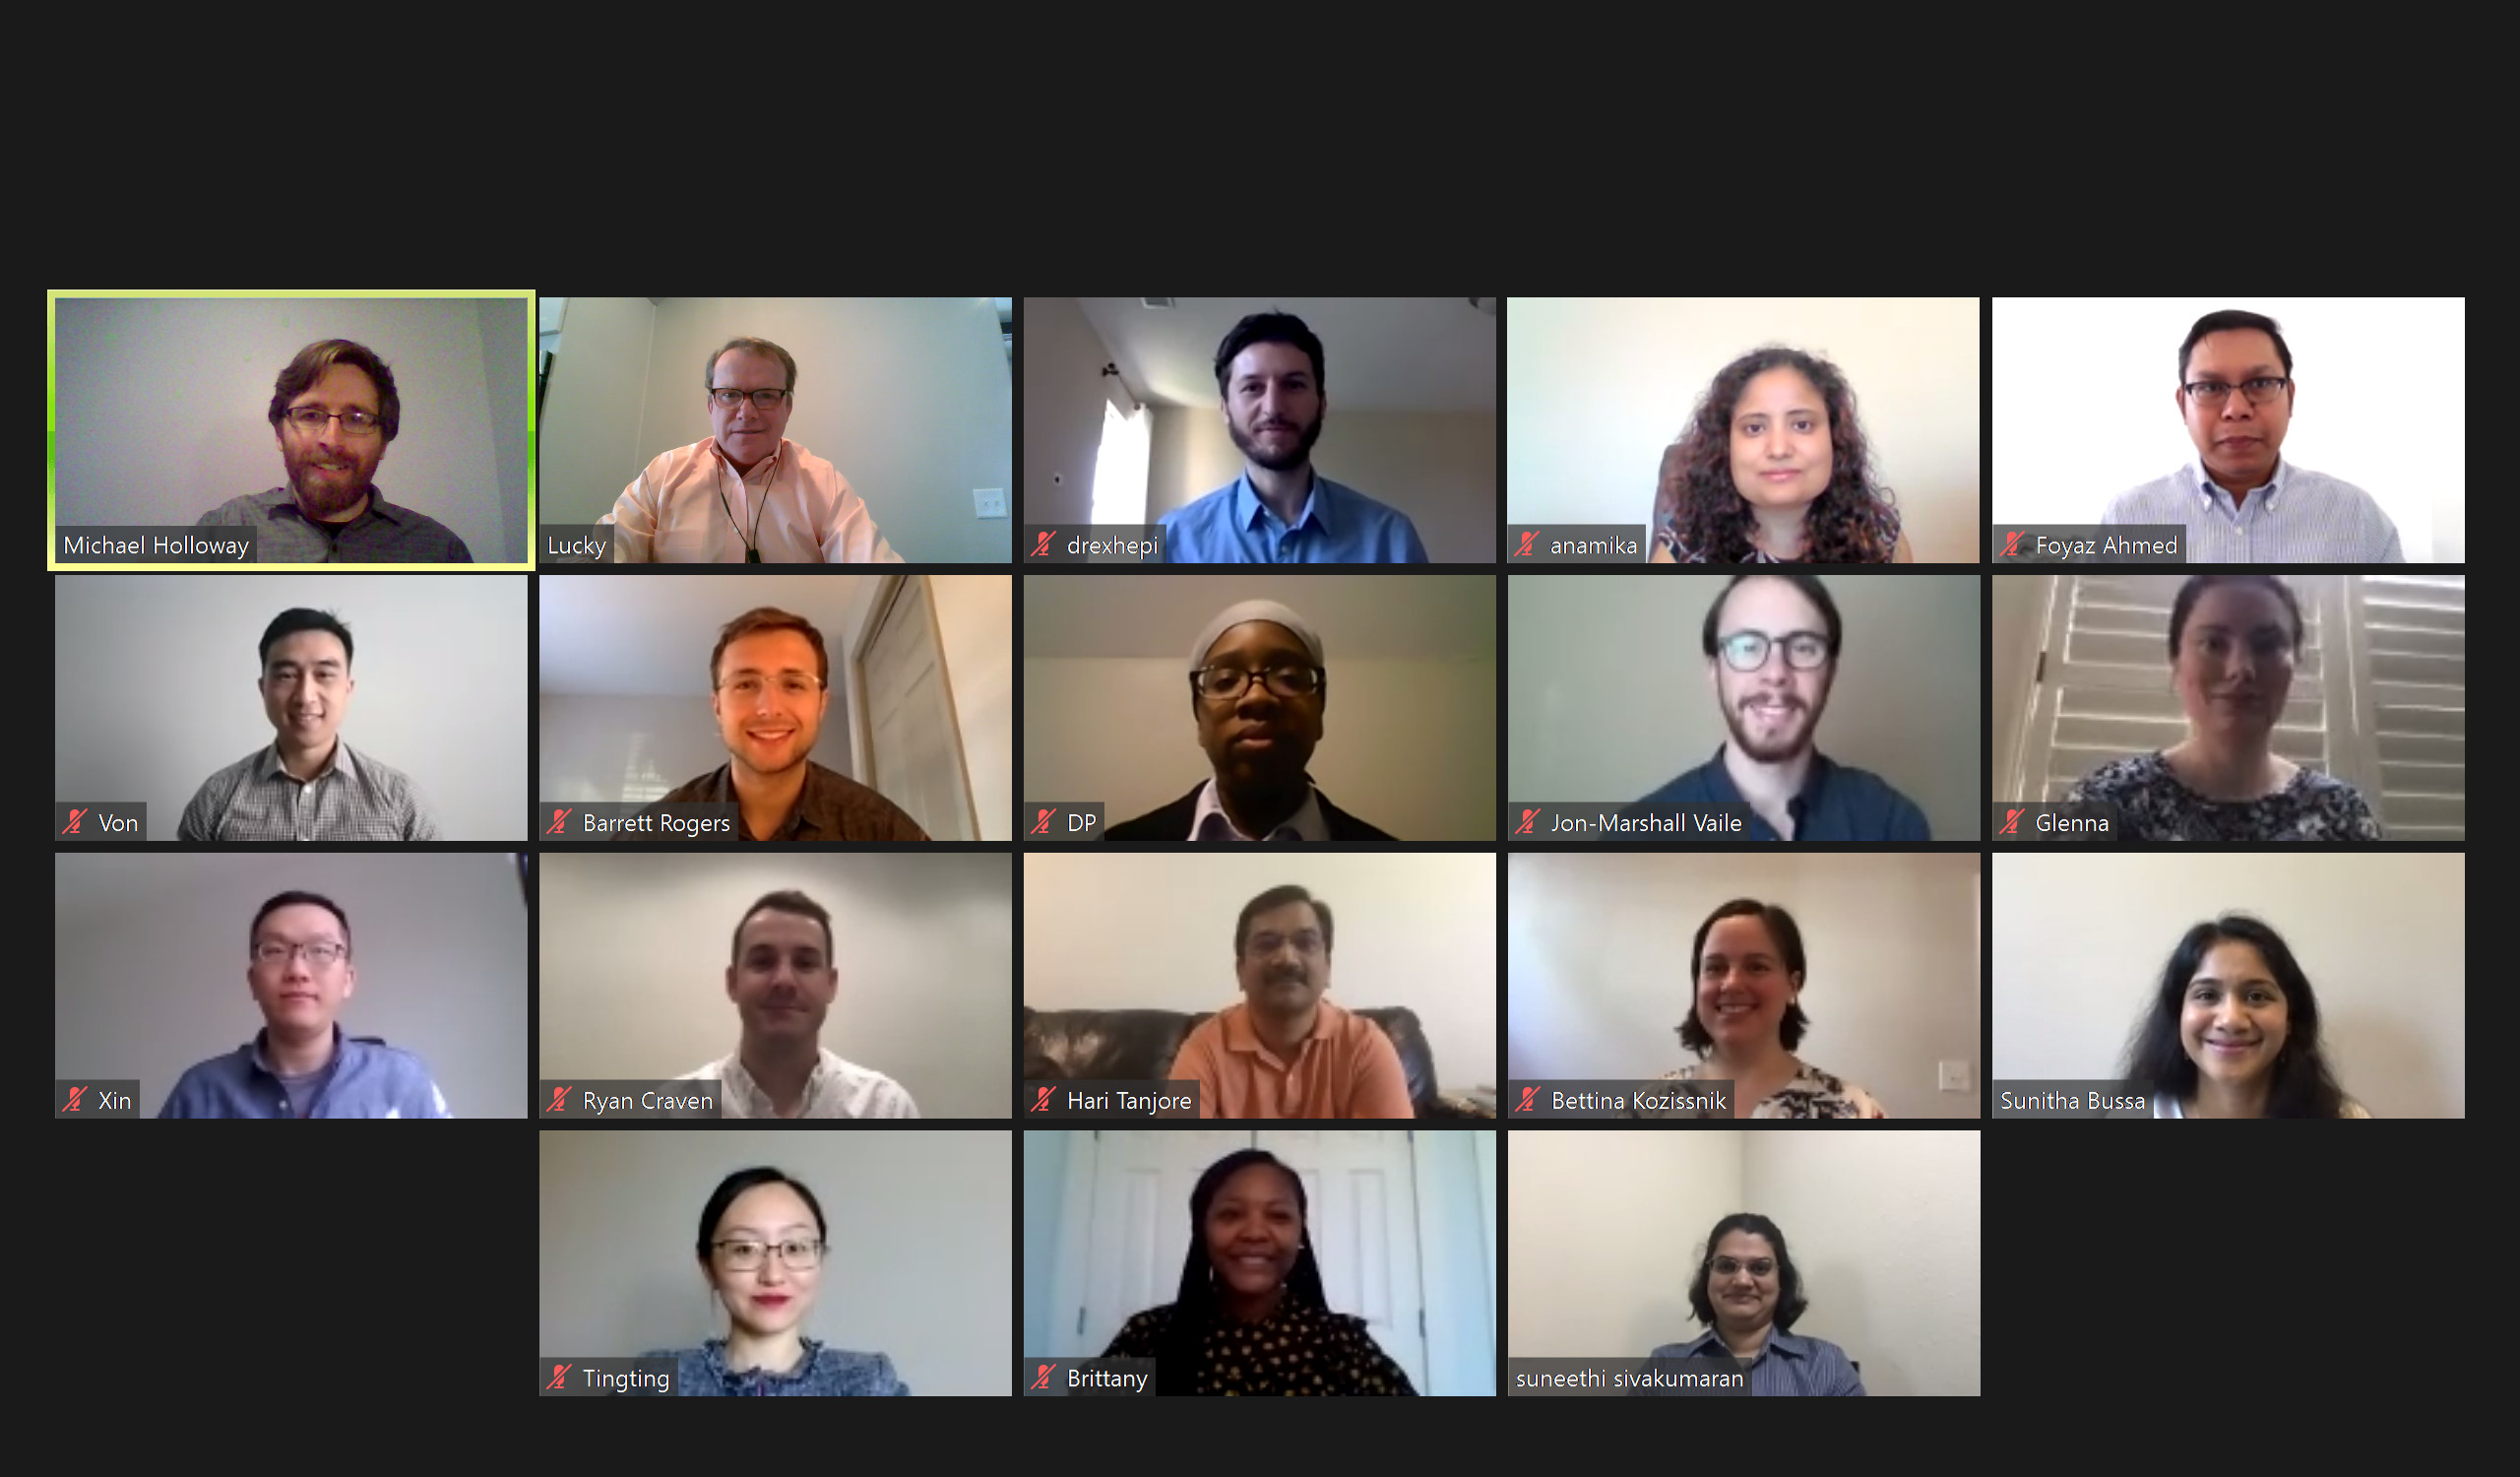 Michael Holloway
Lucky
drexhepi
anamika
Foyaz Ahmed
Von
Barrett Rogers
DP
Jon-Marshall Vaile
Glenna
Xin
Ryan Craven
Hari Tanjore
Bettina Kozissnik
Sunitha Bussa
Tingting
Brittany
suneethi sivakumaran